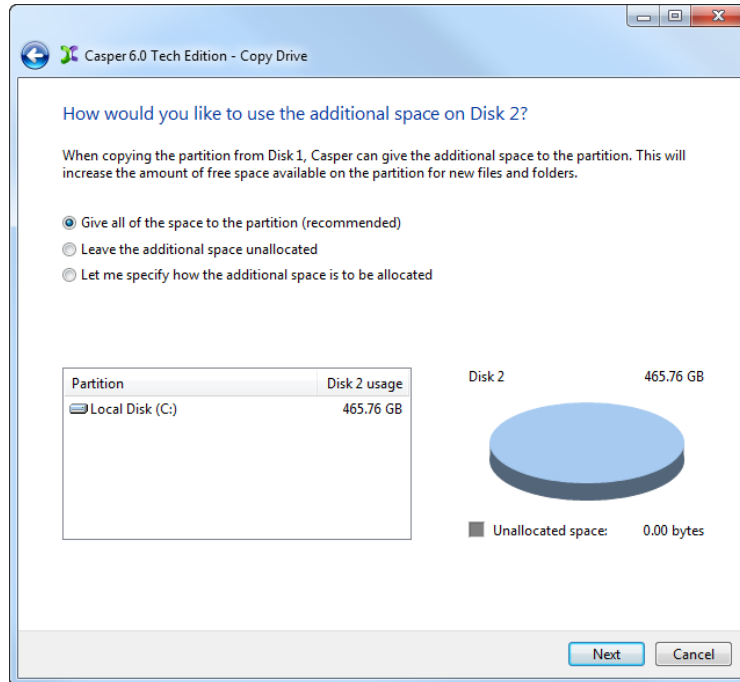 Casper 6.0 Tech Edition - Copy Drive
How would you like to use the additional space on Disk 2?
When copying the partition from Disk 1, Casper can give the additional space to the partition. This will
increase the amount of free space available on the partition for new files and folders.
Give all of the space to the partition (recommended)
Leave the additional space unallocated
Let me specify how the additional space is to be allocated
Partition Disk 2 usage
Local Disk (C:) 465.76 GB
Disk 2 465.76 GB
Unallocated space: 0.00 bytes
Next Cancel